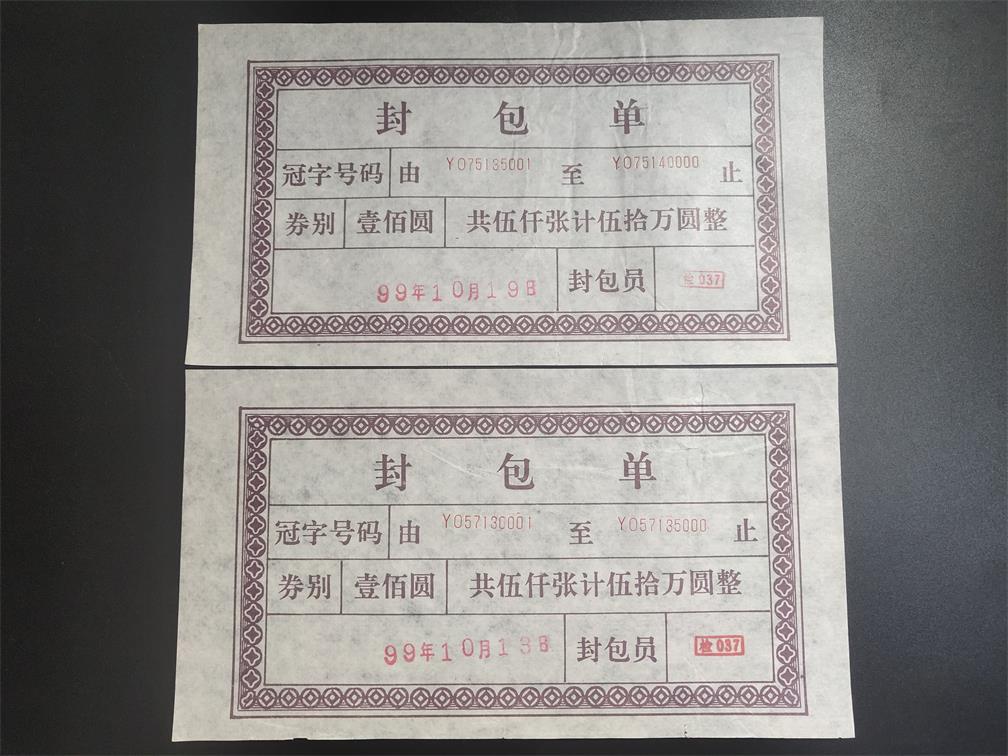 封包单
冠字号码 由 YO75135001 至 YO75140000 止
券别 壹佰圆 共伍仟张计伍拾万圆整
99年10月19日 封包员 检037
封包单
冠字号码 由 YO57130001 至 YO57135000 止
券别 壹佰圆 共伍仟张计伍拾万圆整
99年10月13日 封包员 检037